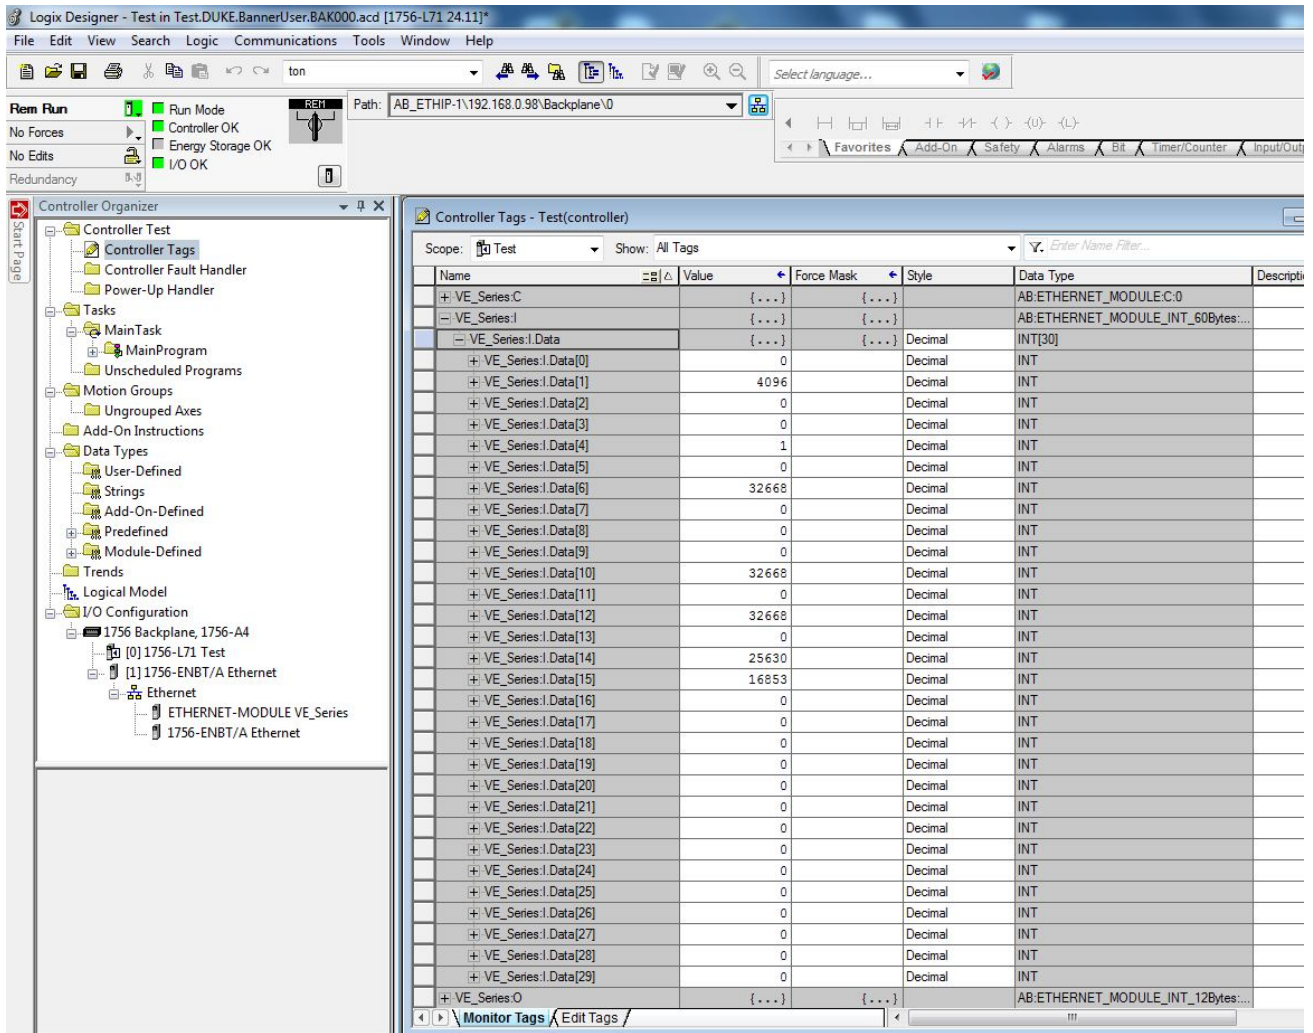 Logix Designer - Test in Test.DUKE.BannerUser.BAK000.acd [1756-L71 24.11]*
File Edit View Search Logic Communications Tools Window Help
ton
Select language...
Rem Run
No Forces
No Edits
Redundancy
Run Mode
Controller OK
Energy Storage OK
I/O OK
REM
Path: AB_ETHIP-1\192.168.0.98\Backplane\0
Favorites Add-On Safety Alarms Bit Timer/Counter Input/Outp
Start Page
Controller Organizer
Controller Test
Controller Tags
Controller Fault Handler
Power-Up Handler
Tasks
MainTask
MainProgram
Unscheduled Programs
Motion Groups
Ungrouped Axes
Add-On Instructions
Data Types
User-Defined
Strings
Add-On-Defined
Predefined
Module-Defined
Trends
Logical Model
I/O Configuration
1756 Backplane, 1756-A4
[0] 1756-L71 Test
[1] 1756-ENBT/A Ethernet
Ethernet
ETHERNET-MODULE VE_Series
1756-ENBT/A Ethernet
Controller Tags - Test(controller)
Scope: Test Show: All Tags Enter Name Filter...
Name Value Force Mask Style Data Type Descripti
VE_Series:C {...} {...} AB:ETHERNET_MODULE:C:0
VE_Series:I {...} {...} AB:ETHERNET_MODULE_INT_60Bytes:...
VE_Series:I.Data {...} {...} Decimal INT[30]
VE_Series:I.Data[0] 0 Decimal INT
VE_Series:I.Data[1] 4096 Decimal INT
VE_Series:I.Data[2] 0 Decimal INT
VE_Series:I.Data[3] 0 Decimal INT
VE_Series:I.Data[4] 1 Decimal INT
VE_Series:I.Data[5] 0 Decimal INT
VE_Series:I.Data[6] 32668 Decimal INT
VE_Series:I.Data[7] 0 Decimal INT
VE_Series:I.Data[8] 0 Decimal INT
VE_Series:I.Data[9] 0 Decimal INT
VE_Series:I.Data[10] 32668 Decimal INT
VE_Series:I.Data[11] 0 Decimal INT
VE_Series:I.Data[12] 32668 Decimal INT
VE_Series:I.Data[13] 0 Decimal INT
VE_Series:I.Data[14] 25630 Decimal INT
VE_Series:I.Data[15] 16853 Decimal INT
VE_Series:I.Data[16] 0 Decimal INT
VE_Series:I.Data[17] 0 Decimal INT
VE_Series:I.Data[18] 0 Decimal INT
VE_Series:I.Data[19] 0 Decimal INT
VE_Series:I.Data[20] 0 Decimal INT
VE_Series:I.Data[21] 0 Decimal INT
VE_Series:I.Data[22] 0 Decimal INT
VE_Series:I.Data[23] 0 Decimal INT
VE_Series:I.Data[24] 0 Decimal INT
VE_Series:I.Data[25] 0 Decimal INT
VE_Series:I.Data[26] 0 Decimal INT
VE_Series:I.Data[27] 0 Decimal INT
VE_Series:I.Data[28] 0 Decimal INT
VE_Series:I.Data[29] 0 Decimal INT
VE_Series:O {...} {...} AB:ETHERNET_MODULE_INT_12Bytes:...
Monitor Tags Edit Tags